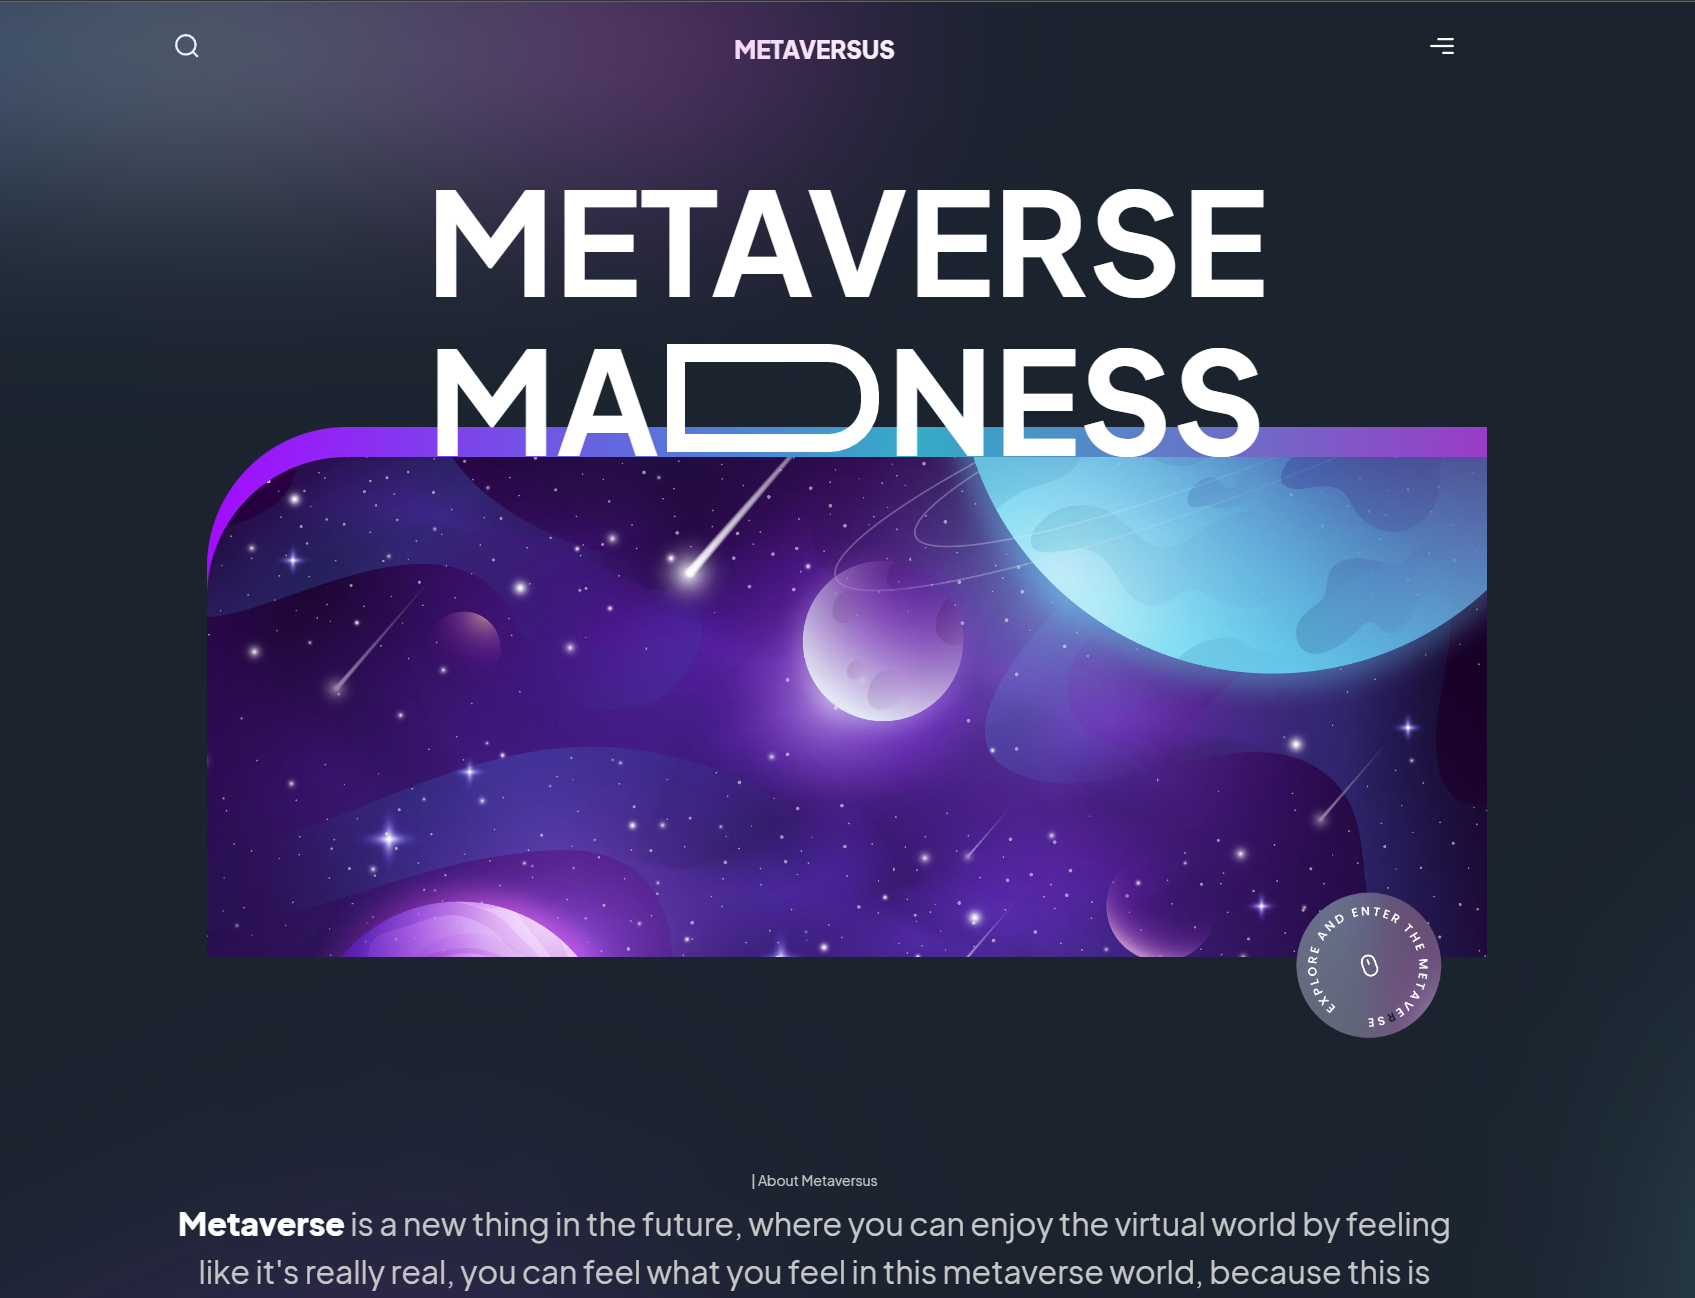 METAVERSUS
METAVERSE
MADNESS
EXPLORE AND ENTER THE METAVERSE
| About Metaversus
Metaverse is a new thing in the future, where you can enjoy the virtual world by feeling
like it's really real, you can feel what you feel in this metaverse world, because this is